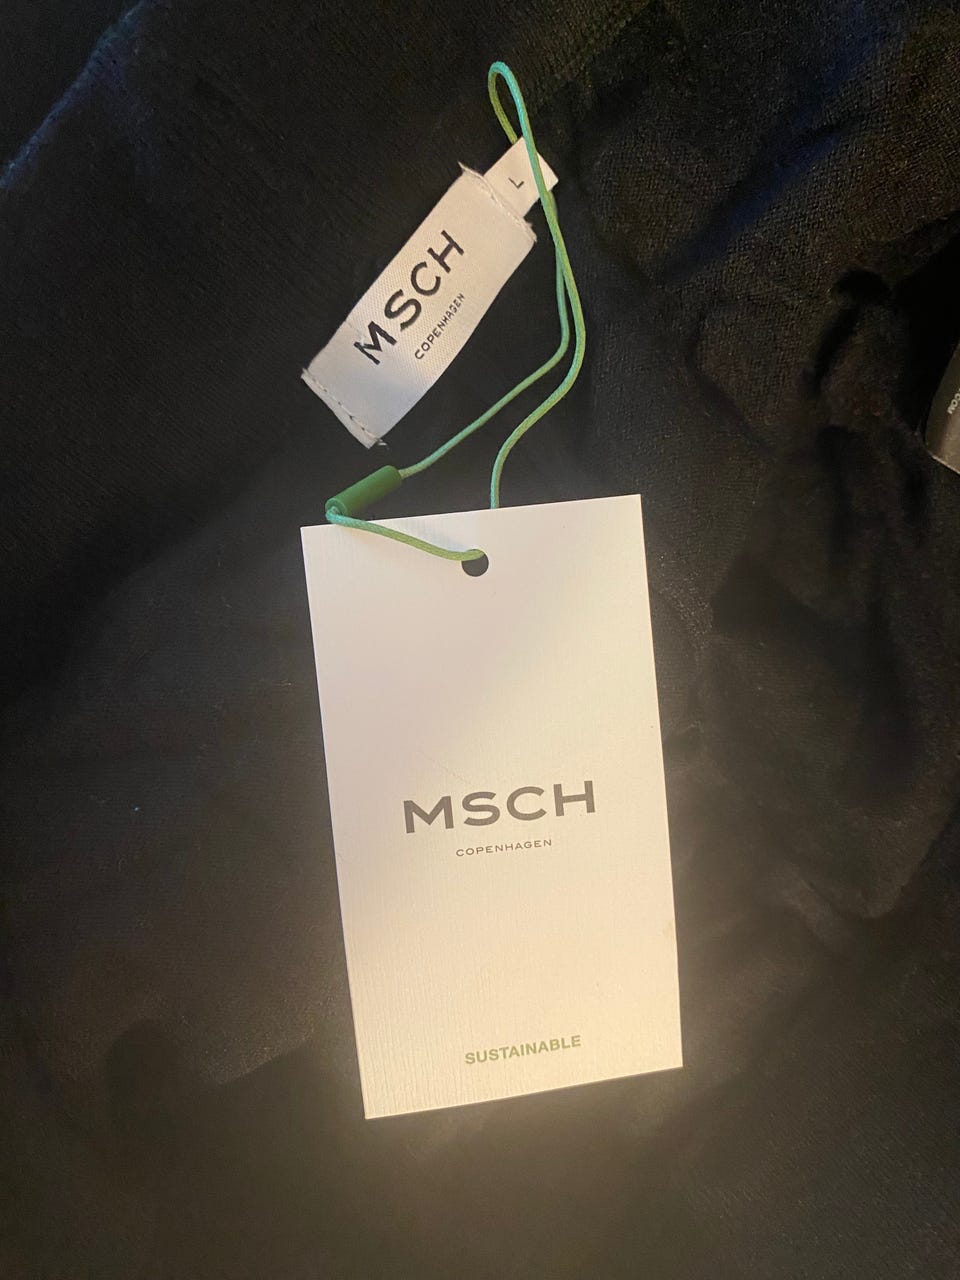 L
MSCH
COPENHAGEN
MSCH
COPENHAGEN
SUSTAINABLE